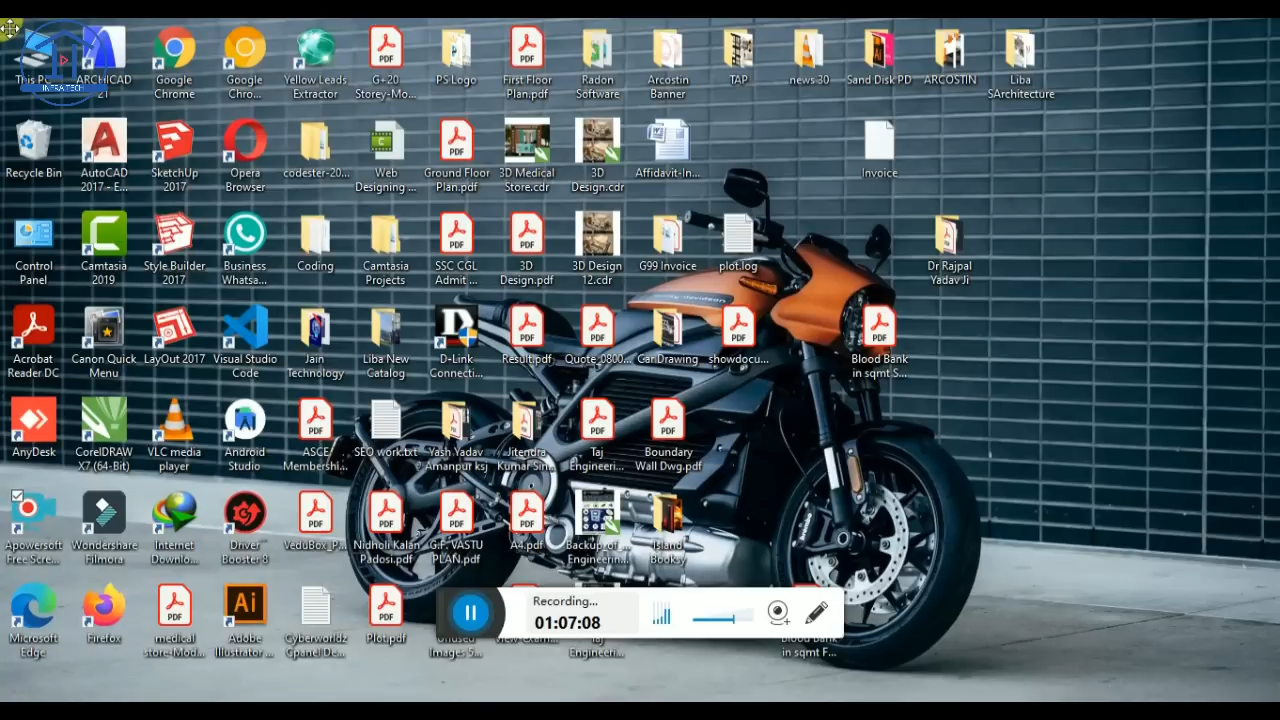 This PC
ARCHICAD
21
Google
Chrome
Google
Chro...
Yellow Leads
Extractor
G+20
Storey-Mo...
PS Logo
First Floor
Plan.pdf
Radon
Software
Arcostin
Banner
TAP
news 30
Sand Disk PD
ARCOSTIN
Liba
SArchitecture
INFRATECH
Recycle Bin
AutoCAD
2017 - E...
SketchUp
2017
Opera
Browser
codester-20...
Web
Designing ...
Ground Floor
Plan.pdf
3D Medical
Store.cdr
3D
Design.cdr
Affidavit-In...
Invoice
Control
Panel
Camtasia
2019
Style Builder
2017
Business
Whatsa...
Coding
Camtasia
Projects
SSC CGL
Admit ...
3D
Design.pdf
3D Design
12.cdr
G99 Invoice
plot.log
Dr Rajpal
Yadav Ji
Acrobat
Reader DC
Canon Quick
Menu
LayOut 2017
Visual Studio
Code
Jain
Technology
Liba New
Catalog
D-Link
Connecti...
Result.pdf
Quote_0800...
Car Drawing
showdocu...
Blood Bank
in sqmt S...
AnyDesk
CorelDRAW
X7 (64-Bit)
VLC media
player
Android
Studio
ASCE
Membershi...
SEO work.txt
Yash Yadav
Amanpur ksj
Jitendra
Kumar Sin...
Taj
Engineeri...
Boundary
Wall Dwg.pdf
Apowersoft
Free Scre...
Wondershare
Filmora
Internet
Downlo...
Driver
Booster 8
VeduBox_P...
Nidholi Kalan
Padosi.pdf
G.F. VASTU
PLAN.pdf
A4.pdf
Backup_of_...
Engineerin...
Island
Booksy
Microsoft
Edge
Firefox
medical
store-Mod...
Adobe
Illustrator ...
Cyberworldz
Cpanel De...
Plot.pdf
Images 5...
Taj
Engineeri...
Blood Bank
in sqmt F...
Recording...
01:07:08